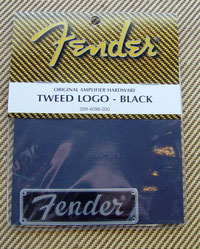 Fender
ORIGINAL AMPLIFIER HARDWARE
TWEED LOGO - BLACK
099-4096-000
Fender